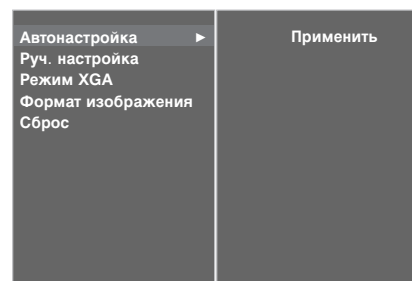 Автонастройка ►
Применить
Руч. настройка
Режим XGA
Формат изображения
Сброс